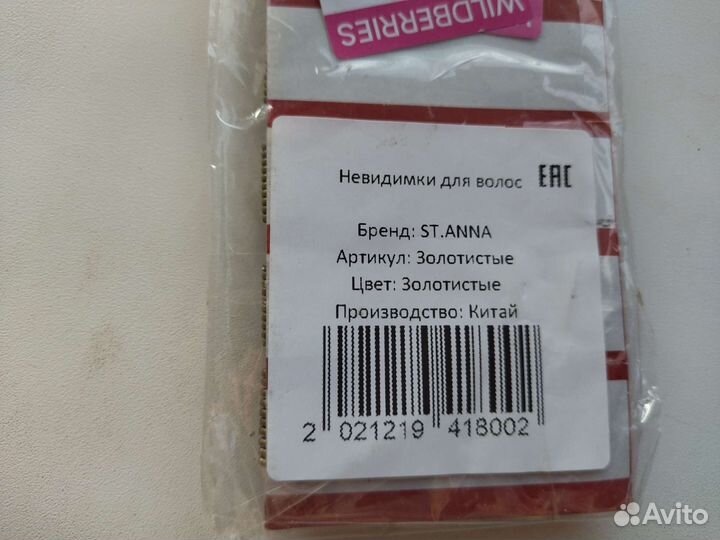 WILDBERRIES
Невидимки для волос EAC
Бренд: ST.ANNA
Артикул: Золотистые
Цвет: Золотистые
Производство: Китай
2 021219 418002
Avito